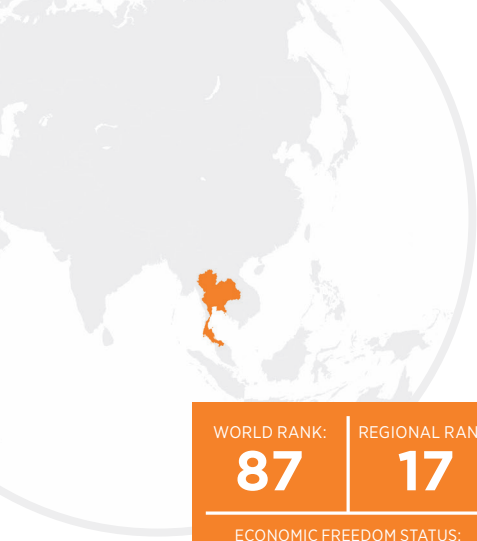 WORLD RANK:
87
REGIONAL RAN
17
ECONOMIC FREEDOM STATUS: